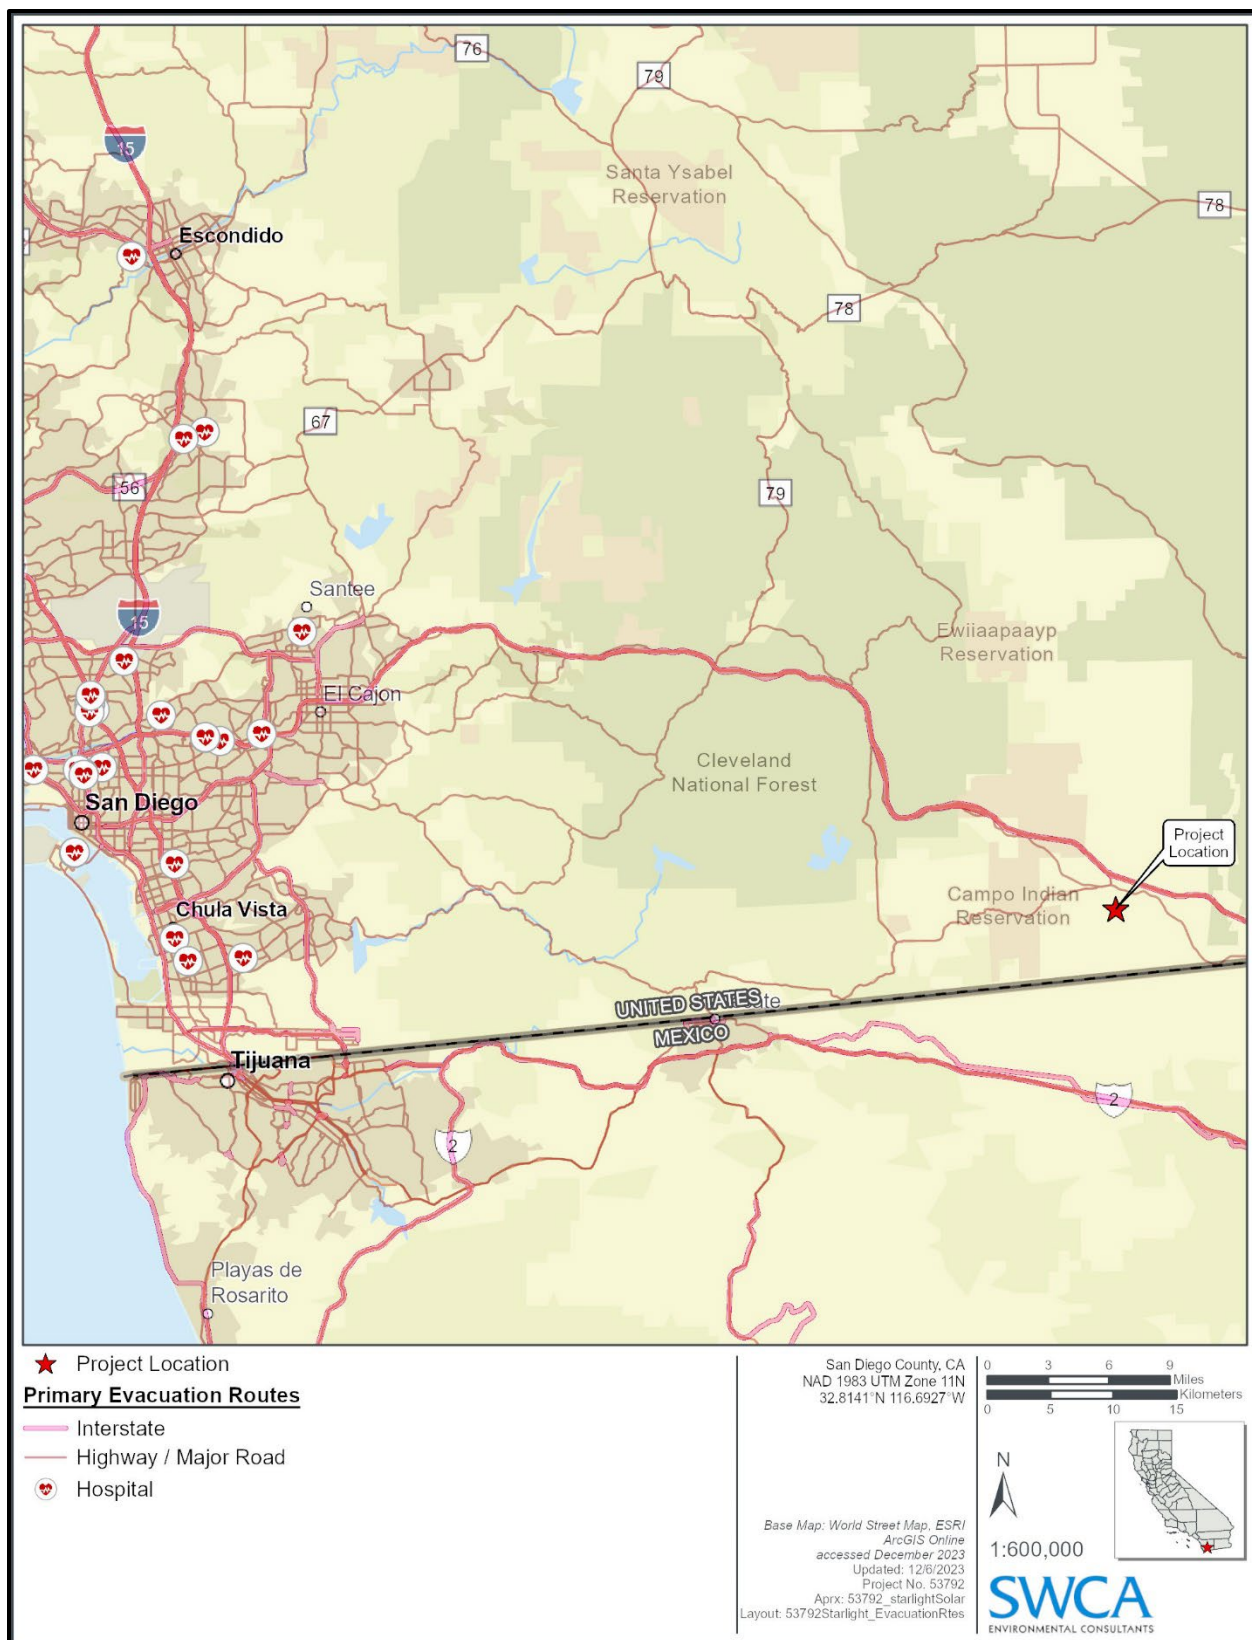 76
79
15
Santa Ysabel
Reservation
78
Escondido
78
67
56
79
Santee
15
Ewiiaapaayp
Reservation
El Cajon
Cleveland
National Forest
San Diego
Project
Location
Chula Vista
Campo Indian
Reservation
UNITED STATES
MEXICO
Tijuana
2
2
Playas de
Rosarito
Project Location
Primary Evacuation Routes
Interstate
Highway / Major Road
Hospital
San Diego County, CA
NAD 1983 UTM Zone 11N
32.8141°N 116.6927°W
Base Map: World Street Map, ESRI
ArcGIS Online
accessed December 2023
Updated: 12/6/2023
Project No. 53792
Aprx: 53792_starlightSolar
Layout: 53792Starlight_EvacuationRtes
0 3 6 9
Miles
Kilometers
0 5 10 15
N
1:600,000
SWCA
ENVIRONMENTAL CONSULTANTS